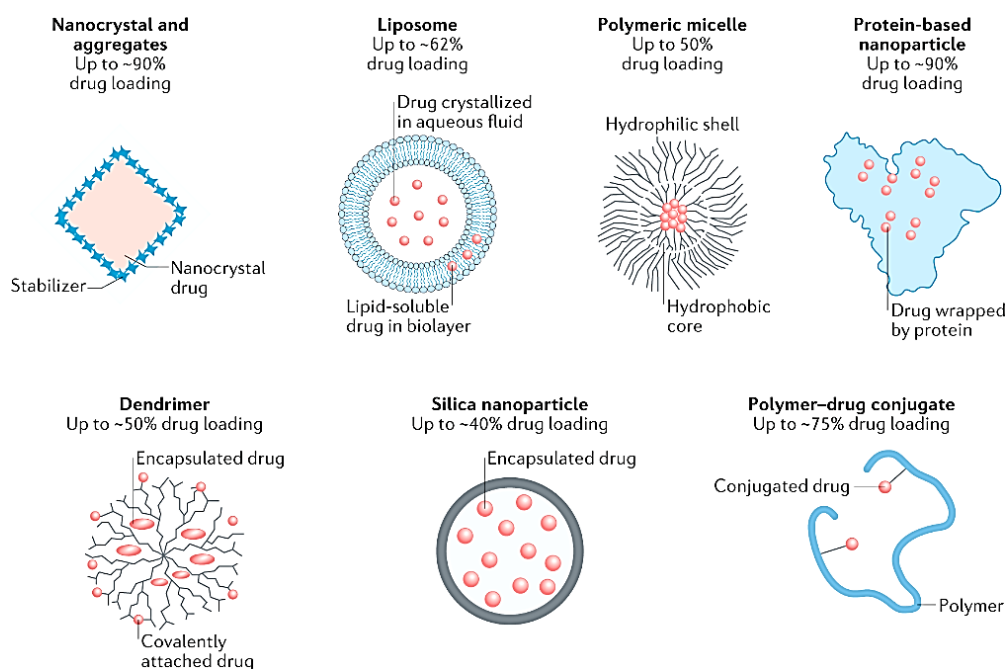 Nanocrystal and
aggregates
Up to ~90%
drug loading
Stabilizer
Nanocrystal
drug
Liposome
Up to ~62%
drug loading
Drug crystallized
in aqueous fluid
Lipid-soluble
drug in biolayer
Polymeric micelle
Up to 50%
drug loading
Hydrophilic shell
Hydrophobic
core
Protein-based
nanoparticle
Up to ~90%
drug loading
Drug wrapped
by protein
Dendrimer
Up to ~50% drug loading
Encapsulated drug
Covalently
attached drug
Silica nanoparticle
Up to ~40% drug loading
Encapsulated drug
Polymer–drug conjugate
Up to ~75% drug loading
Conjugated drug
Polymer